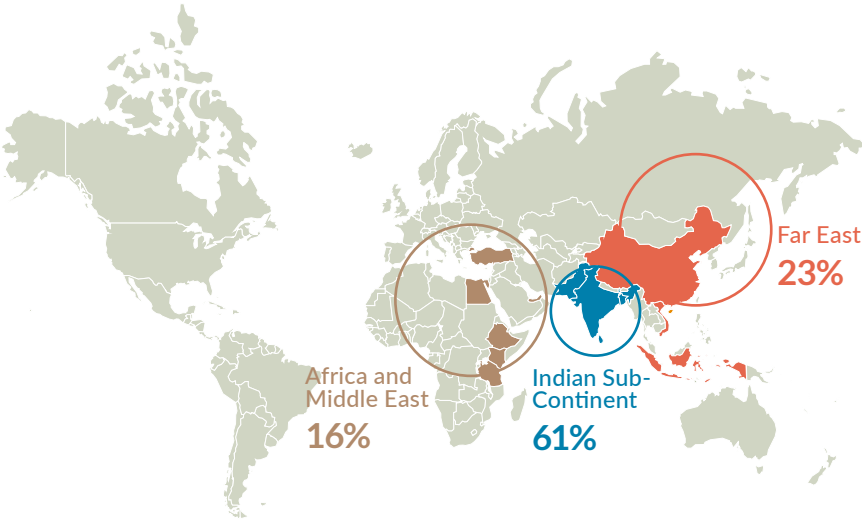 Far East
23%
Africa and
Middle East
16%
Indian Sub-
Continent
61%